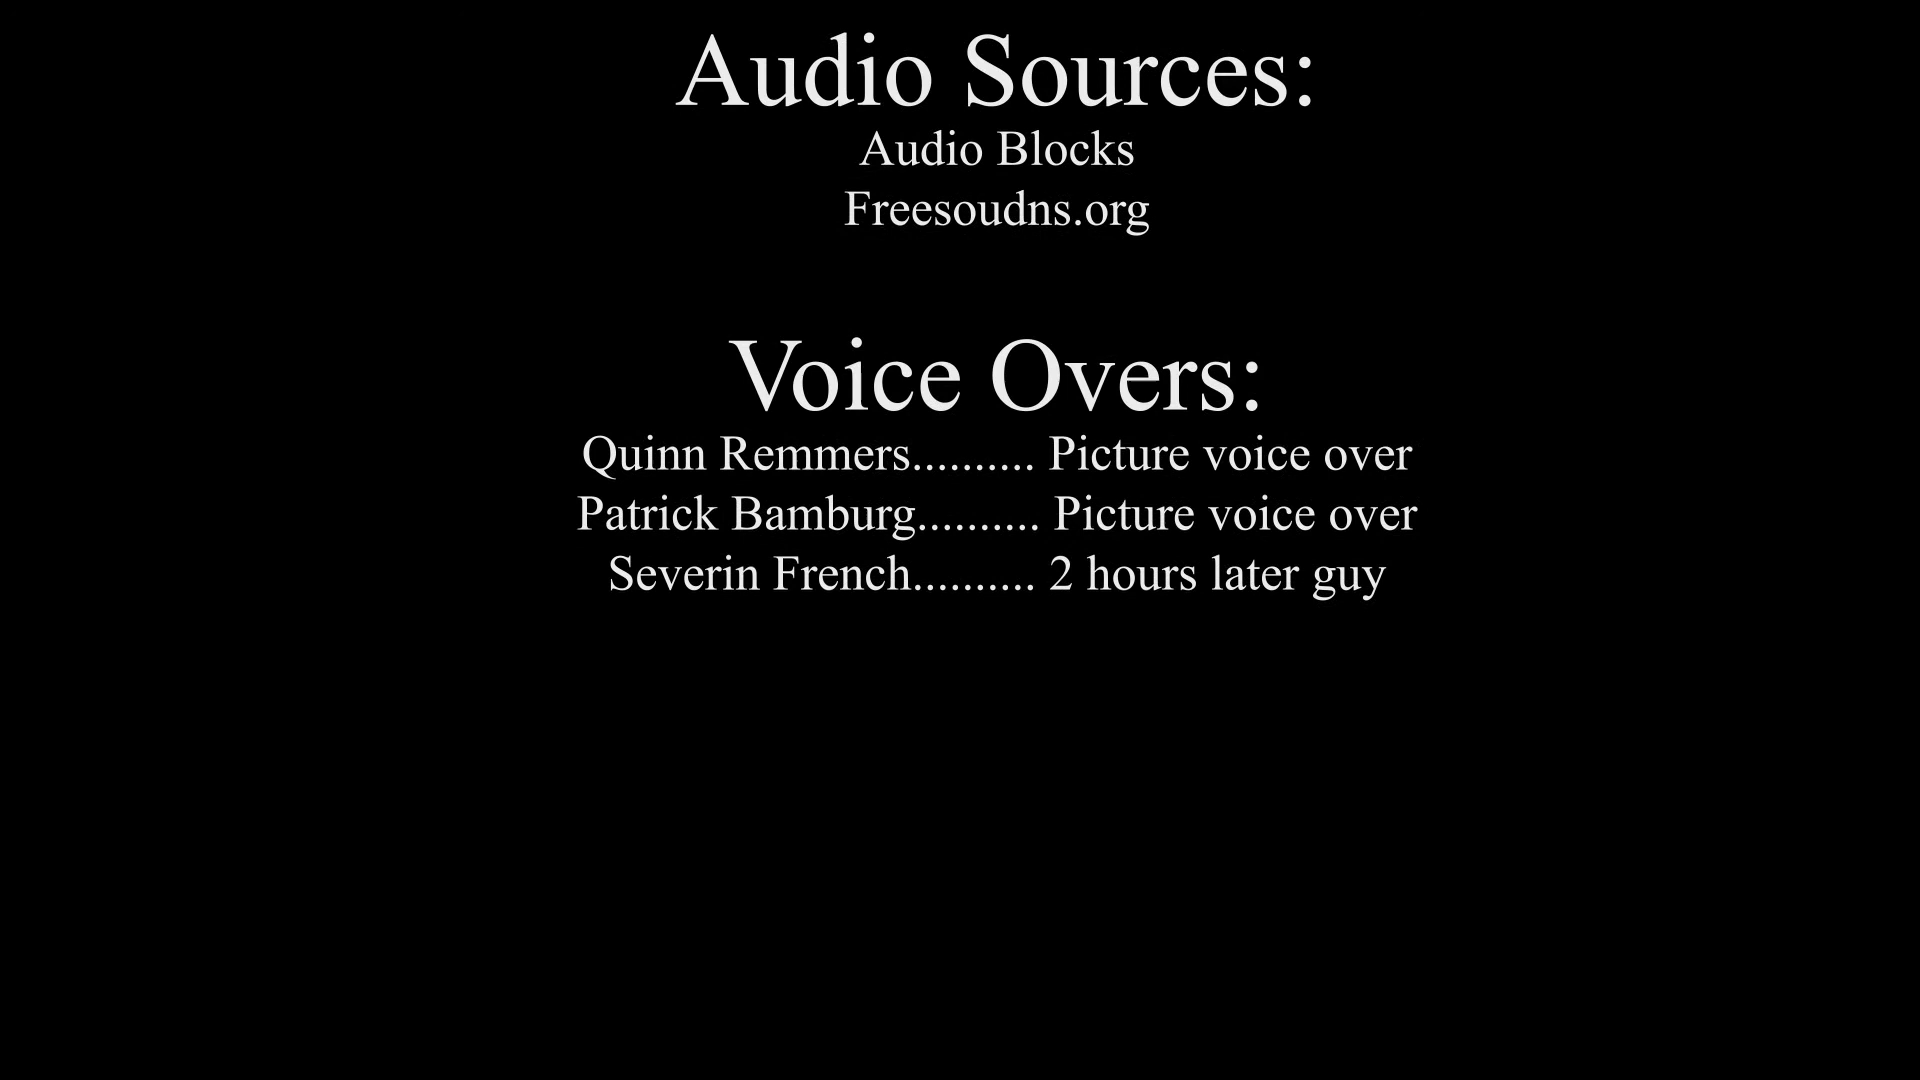 Audio Sources:
Audio Blocks
Freesoudns.org
Voice Overs:
Quinn Remmers.......... Picture voice over
Patrick Bamburg.......... Picture voice over
Severin French.......... 2 hours later guy